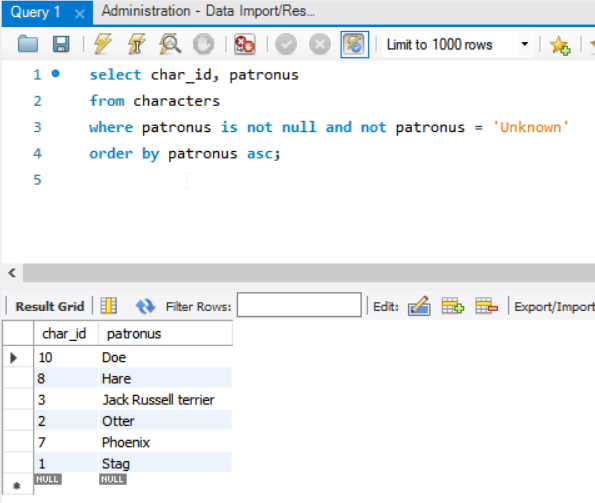 Query 1
Administration - Data Import/Res...
Limit to 1000 rows
1 select char_id, patronus
2 from characters
3 where patronus is not null and not patronus = 'Unknown'
4 order by patronus asc;
5
Result Grid Filter Rows: Edit: Export/Import
char_id patronus
10 Doe
8 Hare
3 Jack Russell terrier
2 Otter
7 Phoenix
1 Stag
NULL NULL